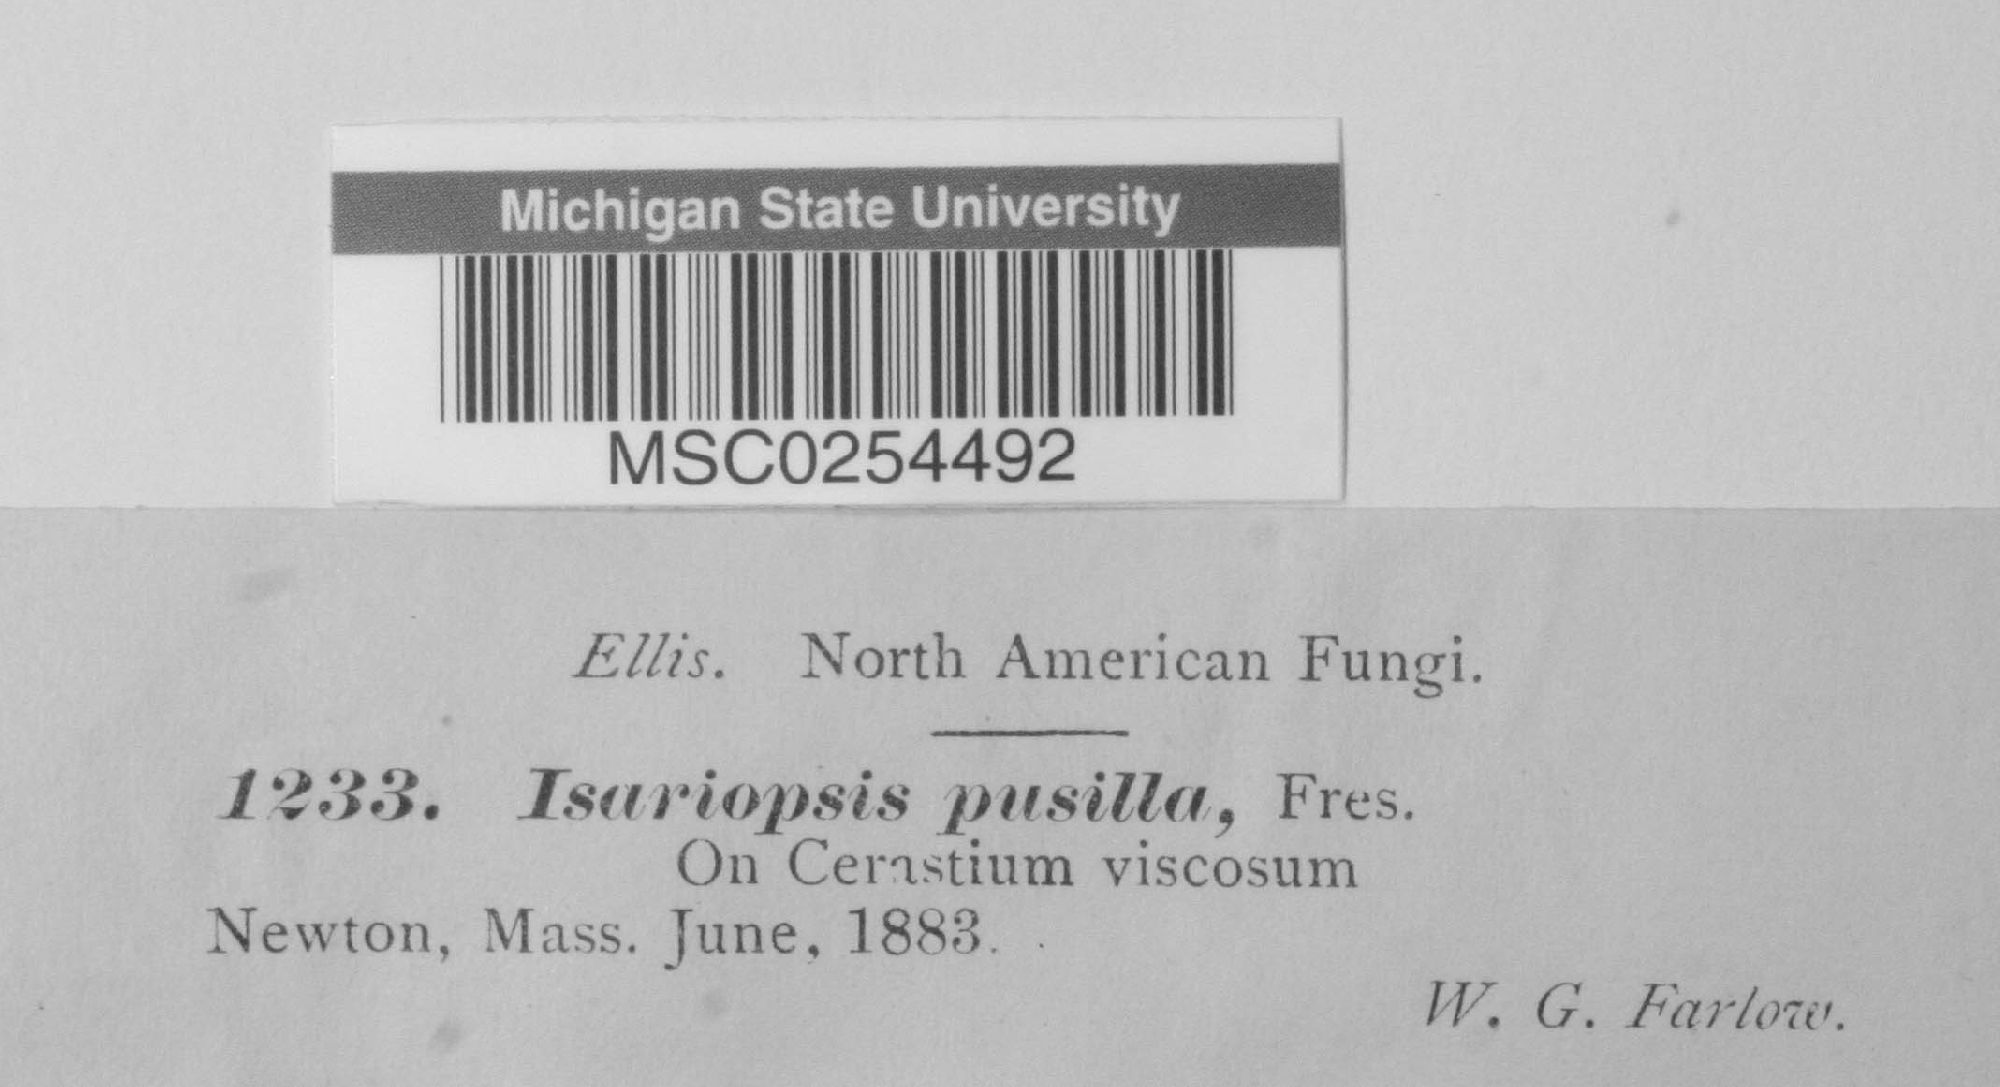 Michigan State University
MSC0254492
Ellis. North American Fungi.
1233. Isariopsis pusilla, Fres.
On Cerastium viscosum
Newton, Mass. June, 1883.
W. G. Farlow.